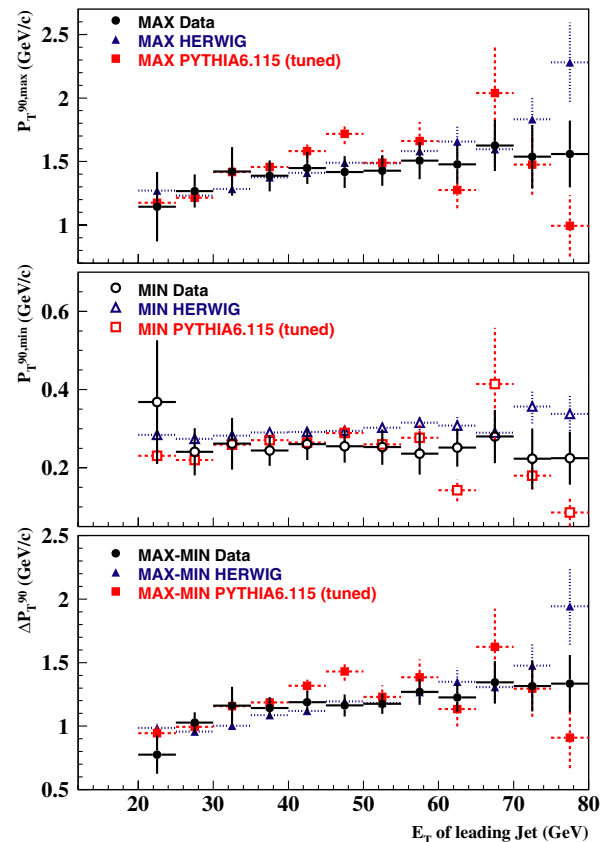 MAX Data
MAX HERWIG
MAX PYTHIA6.115 (tuned)
P_T^90,max (GeV/c)
2.5
2
1.5
1
MIN Data
MIN HERWIG
MIN PYTHIA6.115 (tuned)
P_T^90,min (GeV/c)
0.6
0.4
0.2
MAX-MIN Data
MAX-MIN HERWIG
MAX-MIN PYTHIA6.115 (tuned)
ΔP_T^90 (GeV/c)
2.5
2
1.5
1
0.5
20 30 40 50 60 70 80
E_T of leading Jet (GeV)